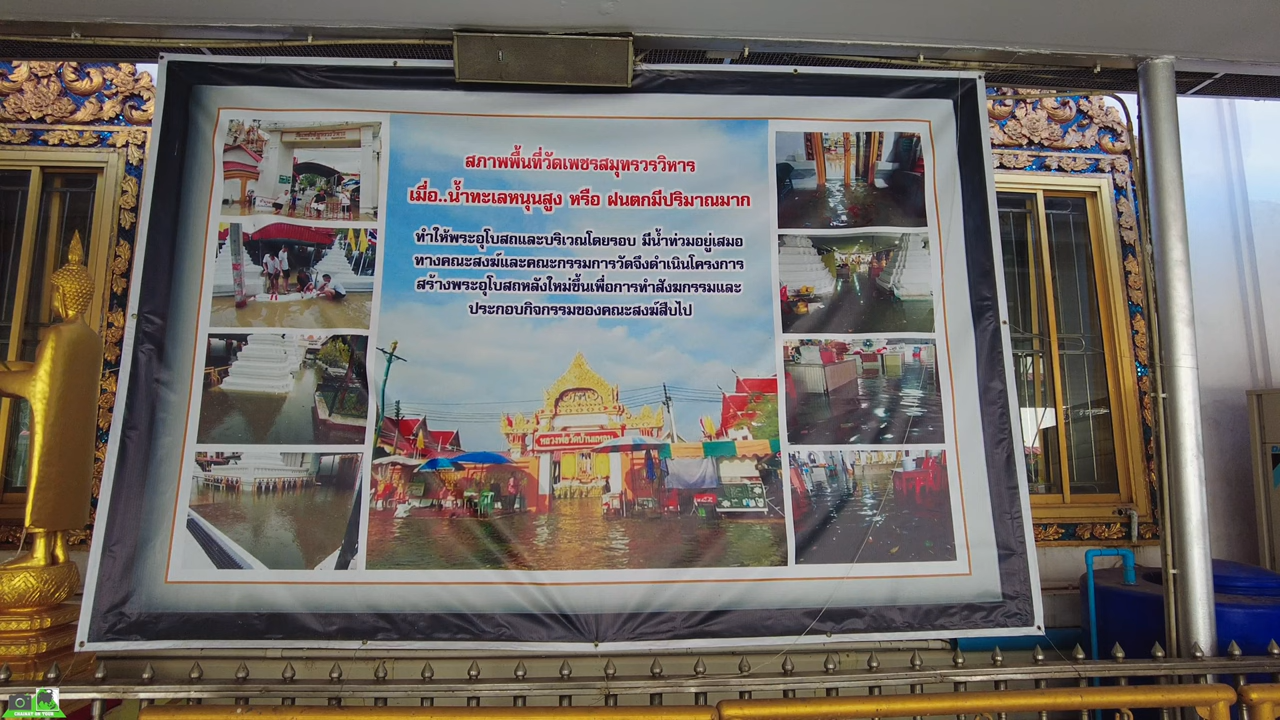 สภาพพื้นที่วัดเพชรสมุทรวรวิหาร
เมื่อ..น้ำทะเลหนุนสูง หรือ ฝนตกมีปริมาณมาก
ทำให้พระอุโบสถและบริเวณโดยรอบ มีน้ำท่วมอยู่เสมอ
ทางคณะสงฆ์และคณะกรรมการวัดจึงดำเนินโครงการ
สร้างพระอุโบสถหลังใหม่ขึ้นเพื่อการทำสังฆกรรมและ
ประกอบกิจกรรมของคณะสงฆ์สืบไป
หลวงพ่อวัดบ้านแหลม